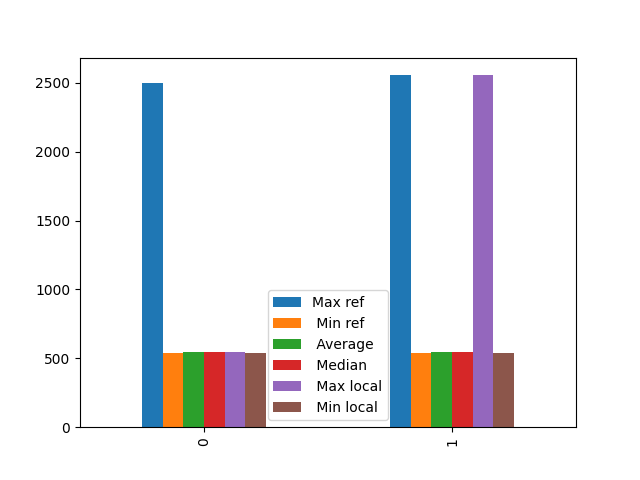 2500
2000
1500
1000
500
0
Max ref
Min ref
Average
Median
Max local
Min local
0
1